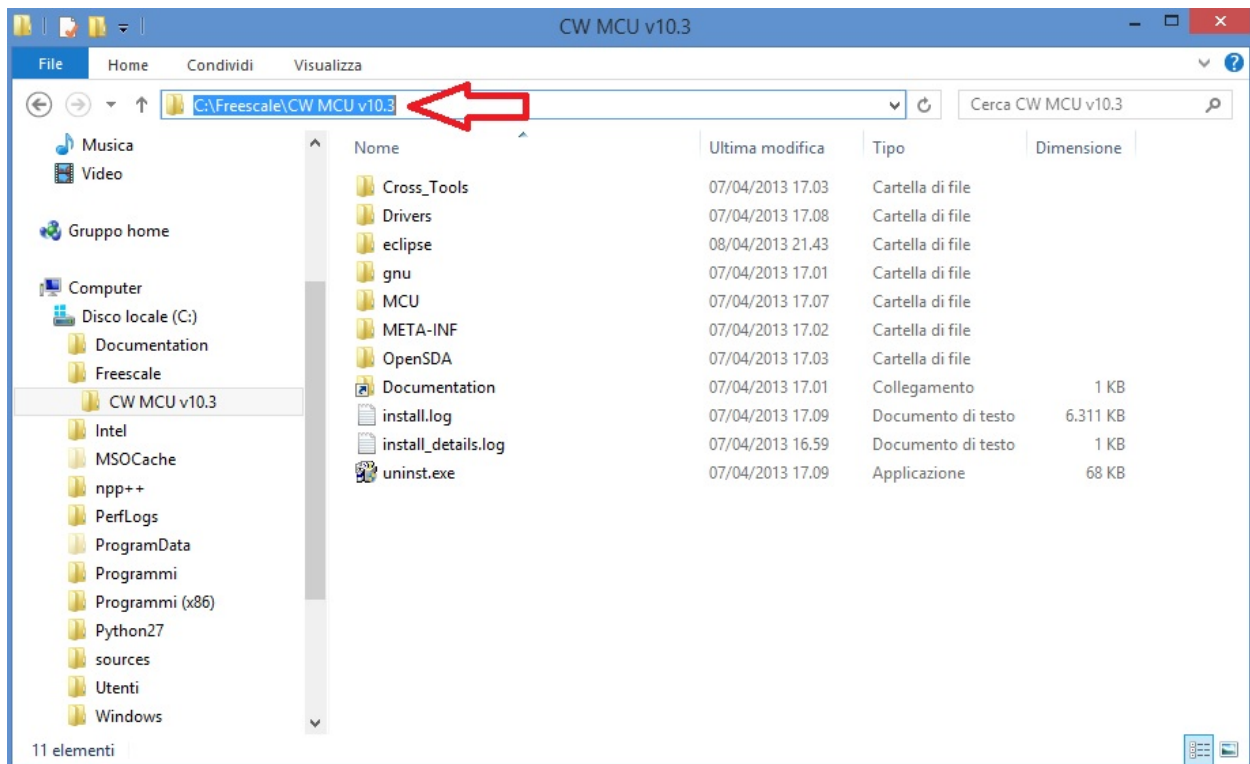 CW MCU v10.3
File Home Condividi Visualizza
C:\Freescale\CW MCU v10.3 Cerca CW MCU v10.3
Musica
Video
Gruppo home
Computer
Disco locale (C:)
Documentation
Freescale
CW MCU v10.3
Intel
MSOCache
npp++
PerfLogs
ProgramData
Programmi
Programmi (x86)
Python27
sources
Utenti
Windows
Nome Ultima modifica Tipo Dimensione
Cross_Tools 07/04/2013 17.03 Cartella di file
Drivers 07/04/2013 17.08 Cartella di file
eclipse 08/04/2013 21.43 Cartella di file
gnu 07/04/2013 17.01 Cartella di file
MCU 07/04/2013 17.07 Cartella di file
META-INF 07/04/2013 17.02 Cartella di file
OpenSDA 07/04/2013 17.03 Cartella di file
Documentation 07/04/2013 17.01 Collegamento 1 KB
install.log 07/04/2013 17.09 Documento di testo 6.311 KB
install_details.log 07/04/2013 16.59 Documento di testo 1 KB
uninst.exe 07/04/2013 17.09 Applicazione 68 KB
11 elementi